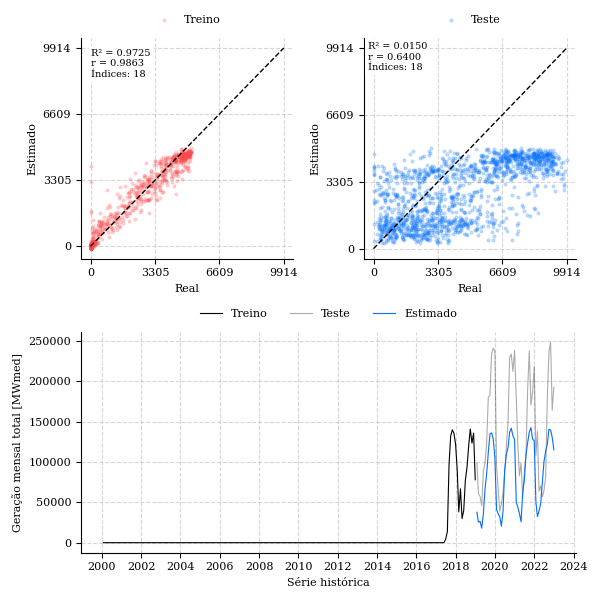 Treino
Teste
R² = 0.9725
r = 0.9863
Índices: 18
R² = 0.0150
r = 0.6400
Índices: 18
9914
6609
3305
0
Estimado
0 3305 6609 9914
Real
9914
6609
3305
0
Estimado
0 3305 6609 9914
Real
Treino Teste Estimado
250000
200000
150000
100000
50000
0
Geração mensal total [MWmed]
2000 2002 2004 2006 2008 2010 2012 2014 2016 2018 2020 2022 2024
Série histórica